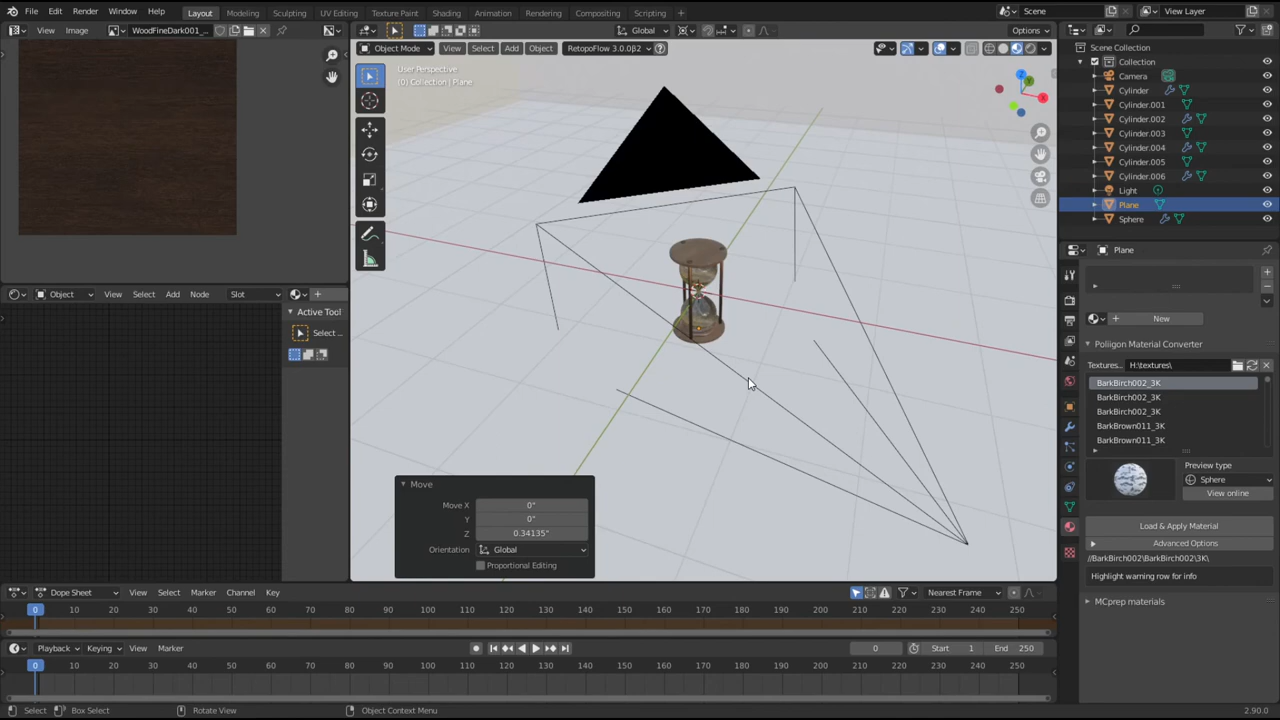 File Edit Render Window Help Layout Modeling Sculpting UV Editing Texture Paint Shading Animation Rendering Compositing Scripting Scene View Layer
View Image WoodFineDark001_... Global Options
Object Mode View Select Add Object RetopoFlow 3.0.0β2
User Perspective
(0) Collection | Plane
Scene Collection
Collection
Camera
Cylinder
Cylinder.001
Cylinder.002
Cylinder.003
Cylinder.004
Cylinder.005
Cylinder.006
Light
Plane
Sphere
Plane
New
Poliigon Material Converter
Textures... H:\textures\
BarkBirch002_3K
BarkBirch002_3K
BarkBirch002_3K
BarkBrown011_3K
BarkBrown011_3K
Preview type
Sphere
View online
Load & Apply Material
Advanced Options
//BarkBirch002\BarkBirch002\3K\
Highlight warning row for info
MCprep materials
Object View Select Add Node Slot
Active Tool
Select ...
Move
Move X 0"
Y 0"
Z 0.34135"
Orientation Global
Proportional Editing
Dope Sheet View Select Marker Channel Key Nearest Frame
0 10 20 30 40 50 60 70 80 90 100 110 120 130 140 150 160 170 180 190 200 210 220 230 240 250
Playback Keying View Marker 0 Start 1 End 250
0 10 20 30 40 50 60 70 80 90 100 110 120 130 140 150 160 170 180 190 200 210 220 230 240 250
Select Box Select Rotate View Object Context Menu 2.90.0